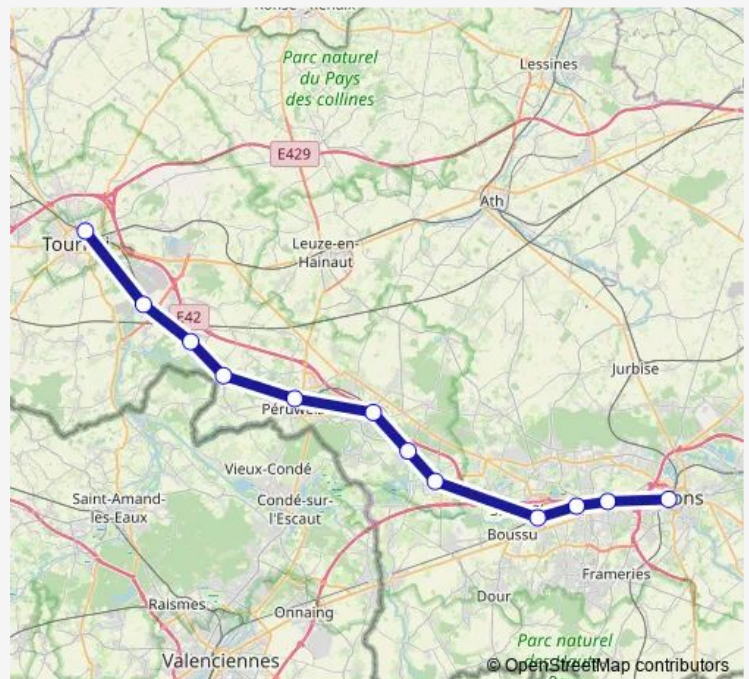 Parc naturel
du Pays
des collines
Lessines
E429
Ath
Leuze-en-
Hainaut
E42
Jurbise
Vieux-Condé
Saint-Amand-
les-Eaux
Condé-sur-
l'Escaut
Boussu
Frameries
Dour
Raismes
Onnaing
Valenciennes
Parc naturel
© OpenStreetMap contributors